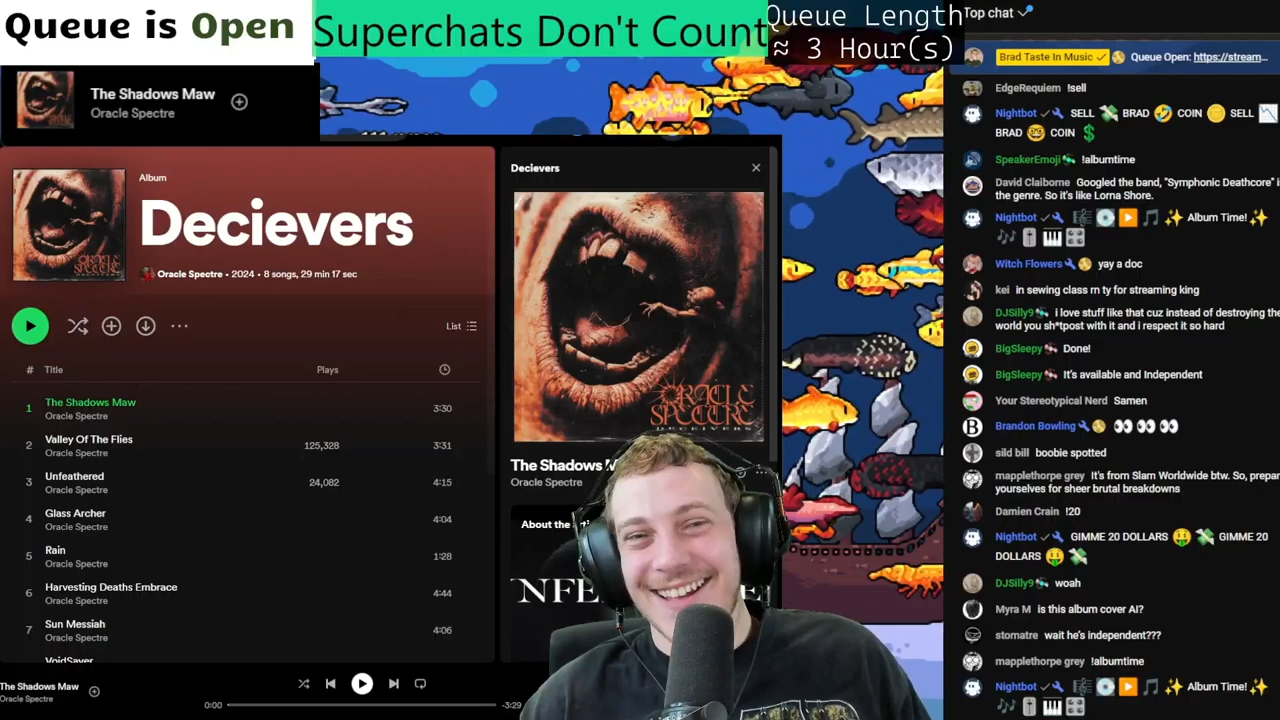 Queue is Open
Superchats Don't Count
Queue Length
≈ 3 Hour(s)
The Shadows Maw
Oracle Spectre
Album
Decievers
Oracle Spectre • 2024 • 8 songs, 29 min 17 sec
List
# Title Plays
1 The Shadows Maw 3:30
Oracle Spectre
2 Valley Of The Flies 125,328 3:31
Oracle Spectre
3 Unfeathered 24,082 4:15
Oracle Spectre
4 Glass Archer 4:04
Oracle Spectre
5 Rain 1:28
Oracle Spectre
6 Harvesting Deaths Embrace 4:44
Oracle Spectre
7 Sun Messiah 4:06
Oracle Spectre
VoidSayer
The Shadows Maw
Oracle Spectre
0:00 -3:29
Decievers
ORACLE
SPECTRE
DECEIVERS
The Shadows M
Oracle Spectre
About the arti
Top chat
Brad Taste In Music Queue Open: https://stream...
EdgeRequiem !sell
Nightbot SELL BRAD COIN SELL
BRAD COIN
SpeakerEmoji !albumtime
David Claiborne Googled the band, "Symphonic Deathcore" i
the genre. So it's like Lorna Shore.
Nightbot Album Time!
Witch Flowers yay a doc
kei in sewing class rn ty for streaming king
DJSilly9 i love stuff like that cuz instead of destroying the
world you sh*tpost with it and i respect it so hard
BigSleepy Done!
BigSleepy It's available and Independent
Your Stereotypical Nerd Samen
Brandon Bowling
sild bill boobie spotted
mapplethorpe grey It's from Slam Worldwide btw. So, prepar
yourselves for sheer brutal breakdowns
Damien Crain !20
Nightbot GIMME 20 DOLLARS GIMME 20
DOLLARS
DJSilly9 woah
Myra M is this album cover AI?
stomatre wait he's independent???
mapplethorpe grey !albumtime
Nightbot Album Time!